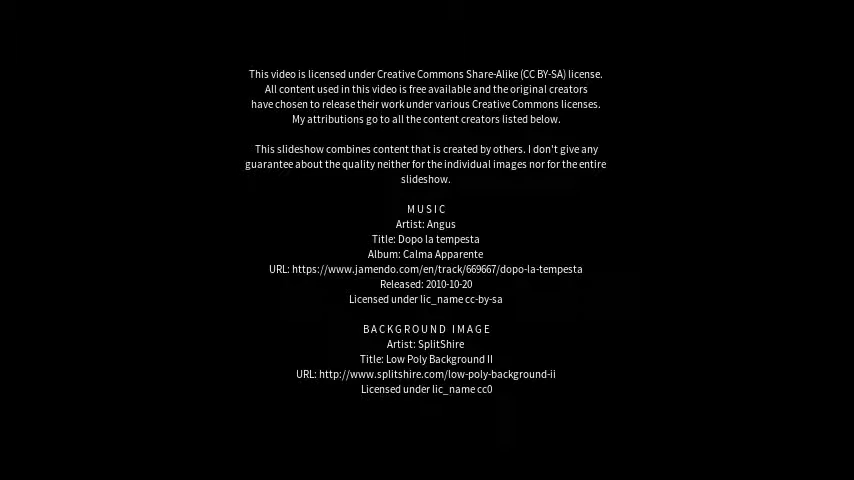 This video is licensed under Creative Commons Share-Alike (CC BY-SA) license.
All content used in this video is free available and the original creators
have chosen to release their work under various Creative Commons licenses.
My attributions go to all the content creators listed below.
This slideshow combines content that is created by others. I don't give any
guarantee about the quality neither for the individual images nor for the entire
slideshow.
MUSIC
Artist: Angus
Title: Dopo la tempesta
Album: Calma Apparente
URL: https://www.jamendo.com/en/track/669667/dopo-la-tempesta
Released: 2010-10-20
Licensed under lic_name cc-by-sa
BACKGROUND IMAGE
Artist: SplitShire
Title: Low Poly Background II
URL: http://www.splitshire.com/low-poly-background-ii
Licensed under lic_name cc0